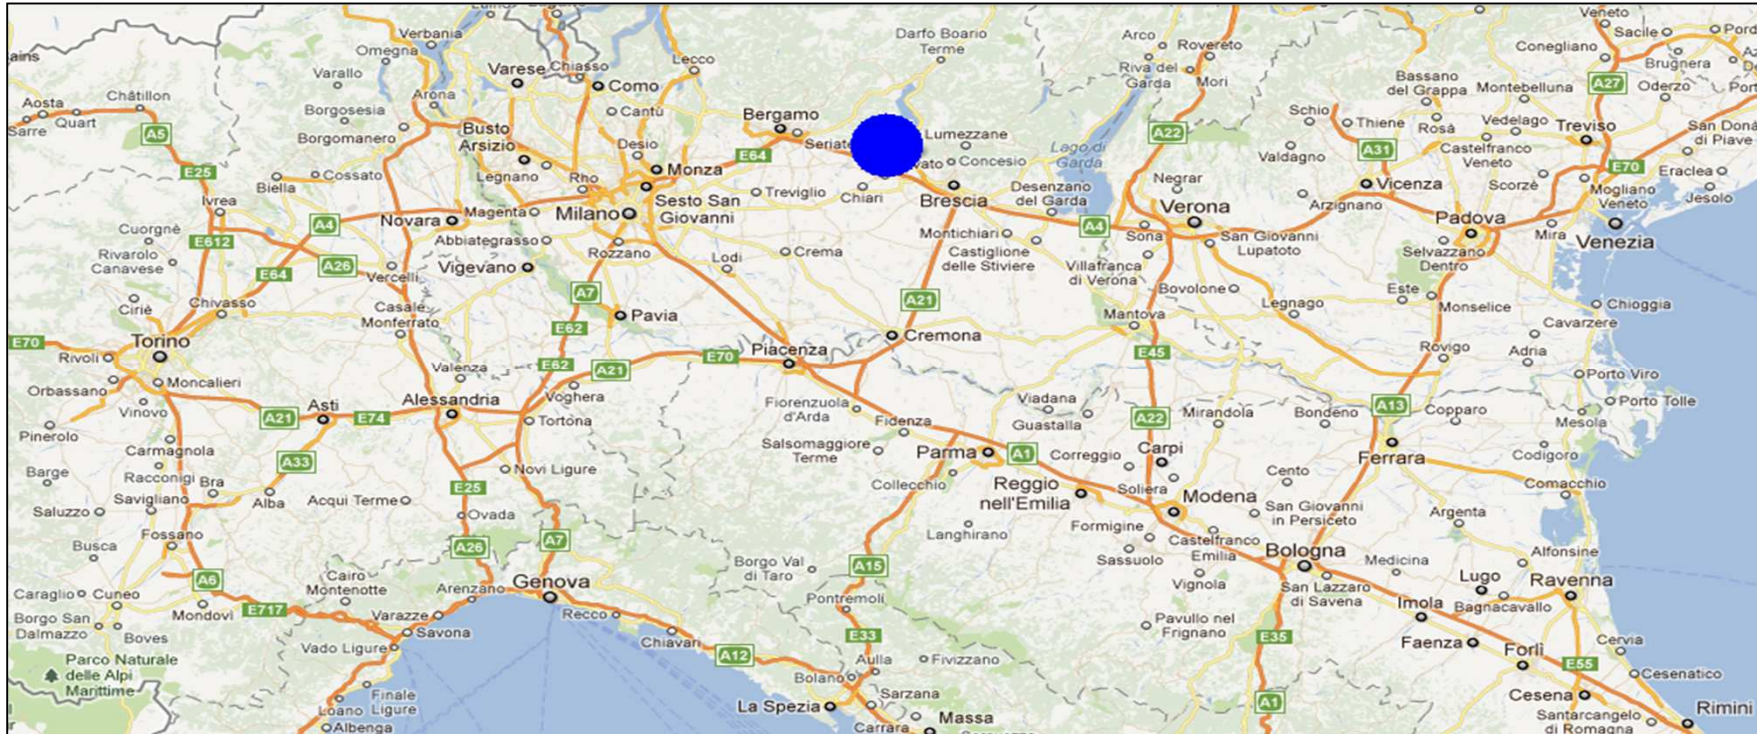 Verbania
Omegna
Varallo
ains
Aosta
Châtillon
Sarre
Quart
A5
E25
Borgosesia
Borgomanero
Arona
Varese
Chiasso
Como
Lecco
Cantù
Busto
Arsizio
Desio
Legnano
Rho
Monza
Bergamo
Seriate
E64
Darfo Boario
Terme
Lumezzane
Concesio
Arco
Rovereto
Riva del
Garda
Mori
Lago di
Garda
A22
Schio
Thiene
Bassano
del Grappa
Rosà
Montebelluna
Vedelago
Castelfranco
Veneto
Conegliano
Veneto
Sacile
Brugnera
A27
Oderzo
Treviso
San Donà
di Piave
E70
Eraclea
Jesolo
Mogliano
Veneto
Scorzè
A31
Valdagno
Vicenza
Arzignano
Biella
Cossato
Ivrea
Cuorgnè
Rivarolo
Canavese
E612
A4
E64
A26
Novara
Magenta
Milano
Sesto San
Giovanni
Treviglio
Chiari
Brescia
Desenzano
del Garda
Negrar
Verona
A4
Sona
San Giovanni
Lupatoto
Padova
Selvazzano
Dentro
Mira
Venezia
Abbiategrasso
Rozzano
Vigevano
Vercelli
Lodi
Crema
Montichiari
Castiglione
delle Stiviere
Villafranca
di Verona
Bovolone
Legnago
Este
Monselice
Chioggia
Ciriè
Chivasso
Casale
Monferrato
A7
E62
Pavia
A21
Cremona
Mantova
Cavarzere
Adria
Rovigo
E70
Rivoli
Torino
Orbassano
Moncalieri
Vinovo
Valenza
E62
A21
E70
Piacenza
E45
Porto Viro
Porto Tolle
Pinerolo
A21
Asti
E74
Alessandria
Voghera
Tortona
Fiorenzuola
d'Arda
Fidenza
Viadana
Guastalla
A22
Mirandola
Bondeno
A13
Copparo
Mesola
Carmagnola
A33
Salsomaggiore
Terme
Parma
A1
Correggio
Carpi
Ferrara
Codigoro
Barge
Racconigi
Bra
Savigliano
Alba
Acqui Terme
Novi Ligure
E25
Collecchio
Reggio
nell'Emilia
Soliera
Modena
Cento
San Giovanni
in Persiceto
Comacchio
Argenta
Saluzzo
Ovada
Langhirano
Formigine
Sassuolo
Castelfranco
Emilia
Vignola
Bologna
Medicina
Alfonsine
Busca
Fossano
A26
A7
Borgo Val
di Taro
A15
Lugo
Ravenna
Bagnacavallo
Caraglio
Cuneo
A6
Mondovì
Cairo
Montenotte
Arenzano
Genova
Recco
Pontremoli
San Lazzaro
di Savena
Imola
Borgo San
Dalmazzo
Boves
E717
Varazze
Savona
Vado Ligure
Chiavari
A12
E33
Aulla
Fivizzano
Pavullo nel
Frignano
E35
Faenza
Forlì
Cervia
E55
Cesenatico
Parco Naturale
delle Alpi
Marittime
Finale
Ligure
Loano
Albenga
Bolano
La Spezia
Sarzana
Carrara
Massa
A1
Cesena
Santarcangelo
di Romagna
Rimini